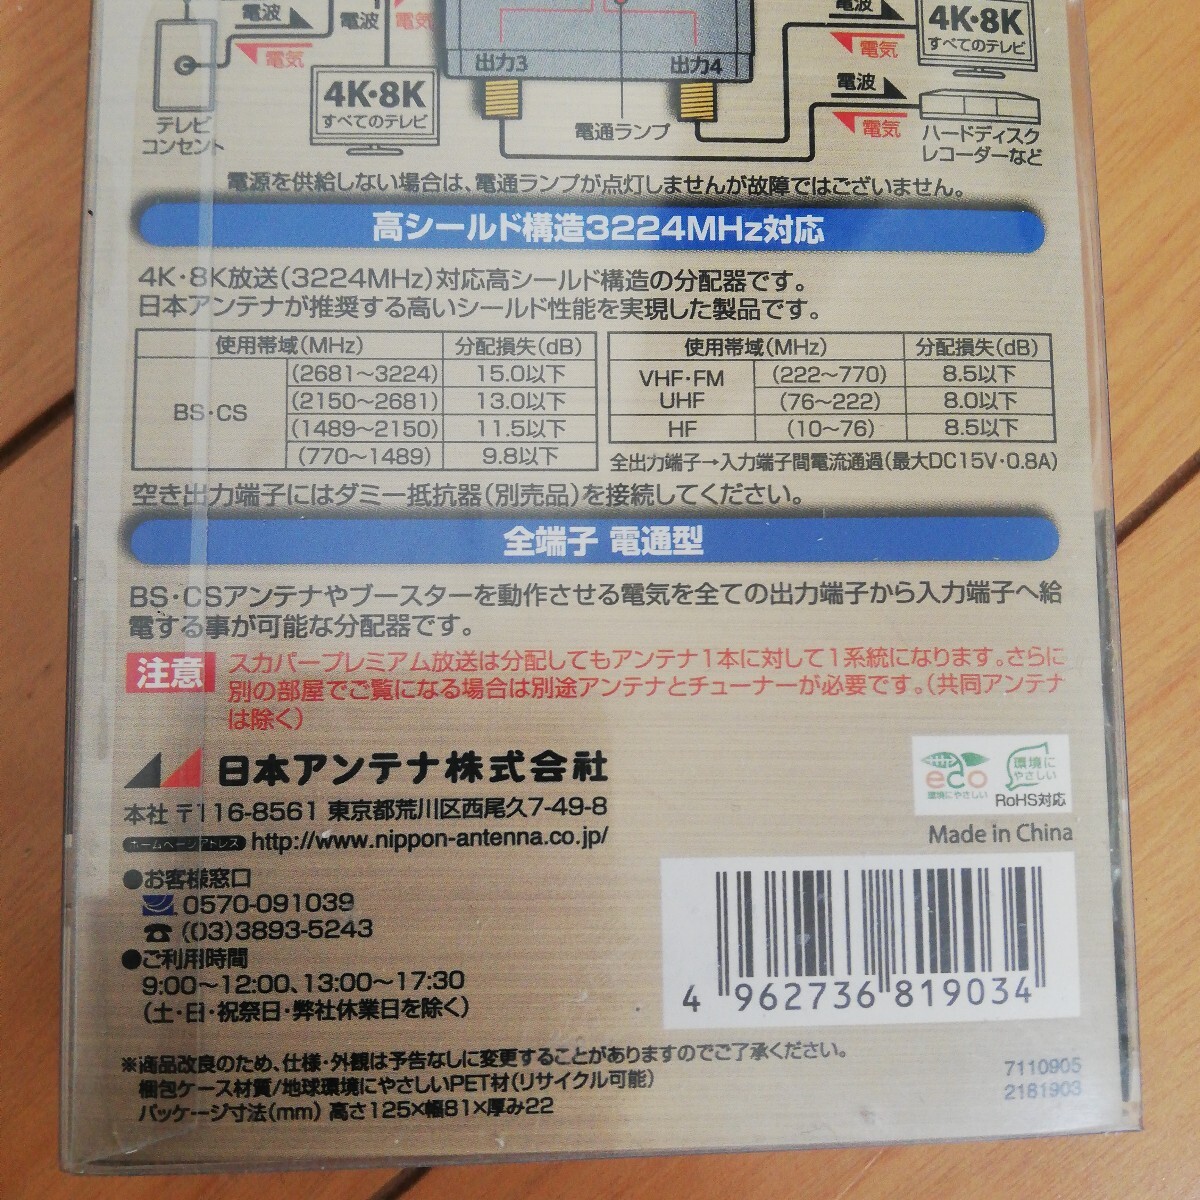 電波
電気
電波
電気
テレビ
コンセント
4K・8K
すべてのテレビ
出力3
出力4
電通ランプ
電波
電気
4K・8K
すべてのテレビ
電波
電気
ハードディスク
レコーダーなど
電源を供給しない場合は、電通ランプが点灯しませんが故障ではございません。
高シールド構造3224MHz対応
4K・8K放送(3224MHz)対応高シールド構造の分配器です。
日本アンテナが推奨する高いシールド性能を実現した製品です。
使用帯域(MHz) 分配損失(dB)
BS・CS
(2681〜3224) 15.0以下
(2150〜2681) 13.0以下
(1489〜2150) 11.5以下
(770〜1489) 9.8以下
使用帯域(MHz) 分配損失(dB)
VHF・FM (222〜770) 8.5以下
UHF (76〜222) 8.0以下
HF (10〜76) 8.5以下
全出力端子→入力端子間電流通過(最大DC15V・0.8A)
空き出力端子にはダミー抵抗器(別売品)を接続してください。
全端子 電通型
BS・CSアンテナやブースターを動作させる電気を全ての出力端子から入力端子へ給
電する事が可能な分配器です。
注意
スカパープレミアム放送は分配してもアンテナ1本に対して1系統になります。さらに
別の部屋でご覧になる場合は別途アンテナとチューナーが必要です。(共同アンテナ
は除く)
日本アンテナ株式会社
本社 〒116-8561 東京都荒川区西尾久7-49-8
ホームページアドレス http://www.nippon-antenna.co.jp/
●お客様窓口
0570-091039
☎ (03)3893-5243
●ご利用時間
9:00〜12:00、13:00〜17:30
(土・日・祝祭日・弊社休業日を除く)
eco
環境にやさしい
環境に
やさしい
RoHS対応
Made in China
4 962736 819034
※商品改良のため、仕様・外観は予告なしに変更することがありますのでご了承ください。
梱包ケース材質/地球環境にやさしいPET材(リサイクル可能)
パッケージ寸法(mm) 高さ125×幅81×厚み22
7110905
2181903